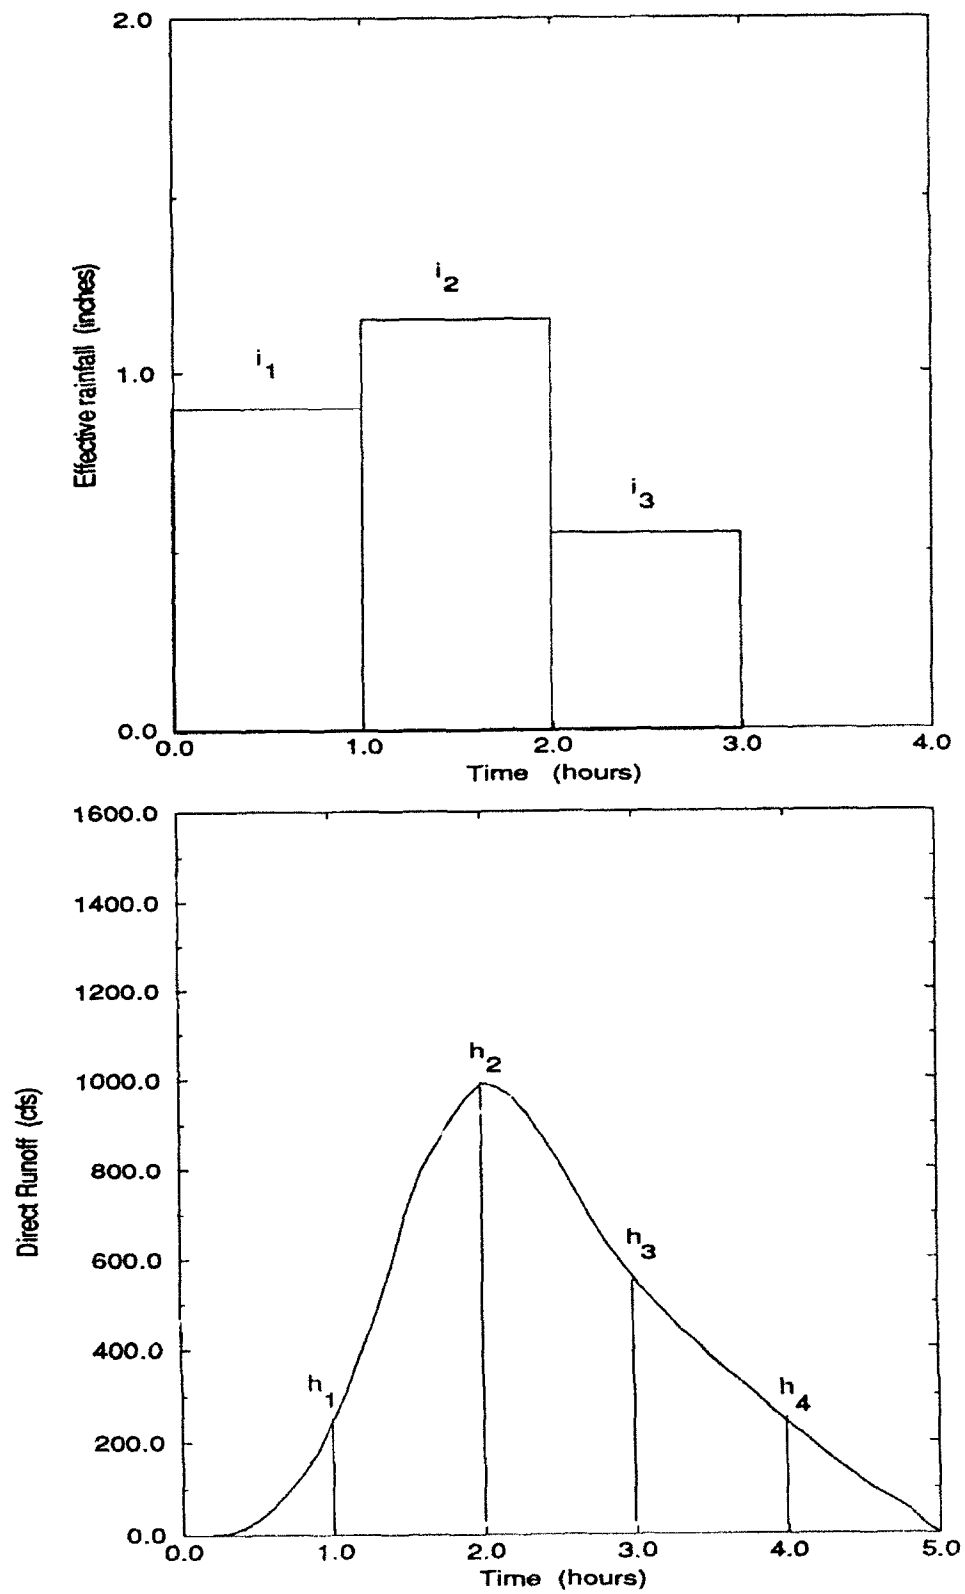 2.0
i2
i1
1.0
i3
Effective rainfall (inches)
0.0
0.0 1.0 2.0 3.0 4.0
Time (hours)
1600.0
1400.0
1200.0
h2
1000.0
800.0
h3
600.0
400.0
h1
h4
200.0
Direct Runoff (cfs)
0.0
0.0 1.0 2.0 3.0 4.0 5.0
Time (hours)